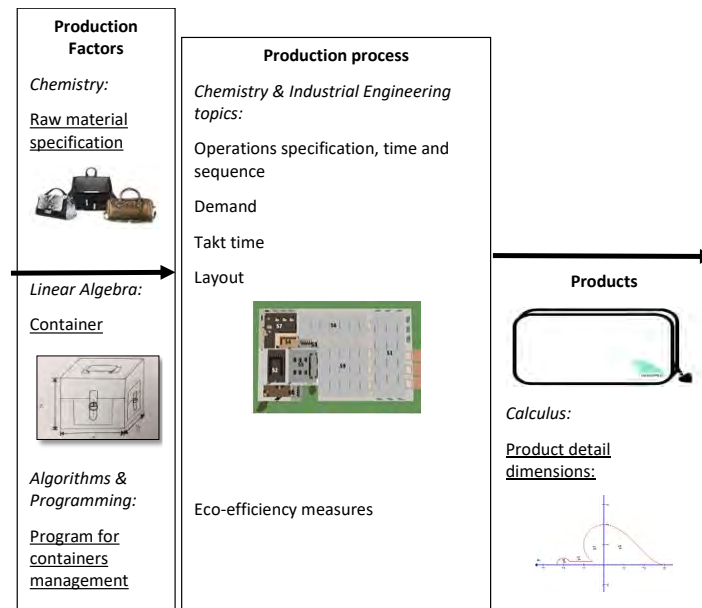 Production
Factors
Chemistry:
Raw material
specification
Linear Algebra:
Container
Algorithms &
Programming:
Program for
containers
management
Production process
Chemistry & Industrial Engineering
topics:
Operations specification, time and
sequence
Demand
Takt time
Layout
Eco-efficiency measures
Products
Calculus:
Product detail
dimensions: